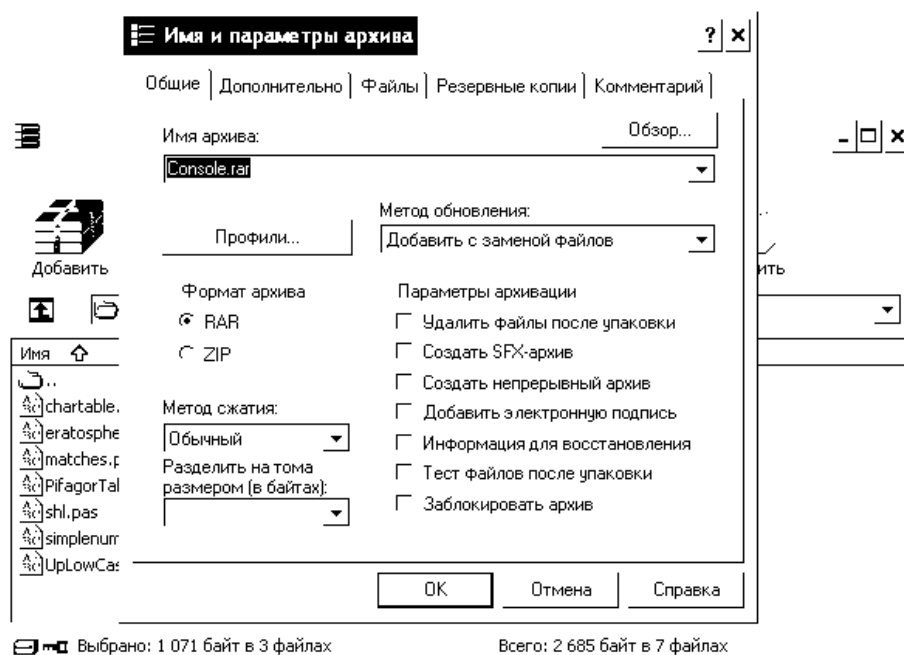 Имя и параметры архива
Общие
Дополнительно
Файлы
Резервные копии
Комментарий
Имя архива:
Обзор...
Console.rar
Профили...
Метод обновления:
Добавить с заменой файлов
Добавить
ить
Формат архива
RAR
ZIP
Параметры архивации
Удалить файлы после упаковки
Создать SFX-архив
Создать непрерывный архив
Добавить электронную подпись
Информация для восстановления
Тест файлов после упаковки
Заблокировать архив
Метод сжатия:
Обычный
Разделить на тома
размером (в байтах):
Имя
..
chartable.
eratosphe
matches.p
PifagorTal
shl.pas
simplenum
UpLowCas
OK
Отмена
Справка
Выбрано: 1 071 байт в 3 файлах
Всего: 2 685 байт в 7 файлах